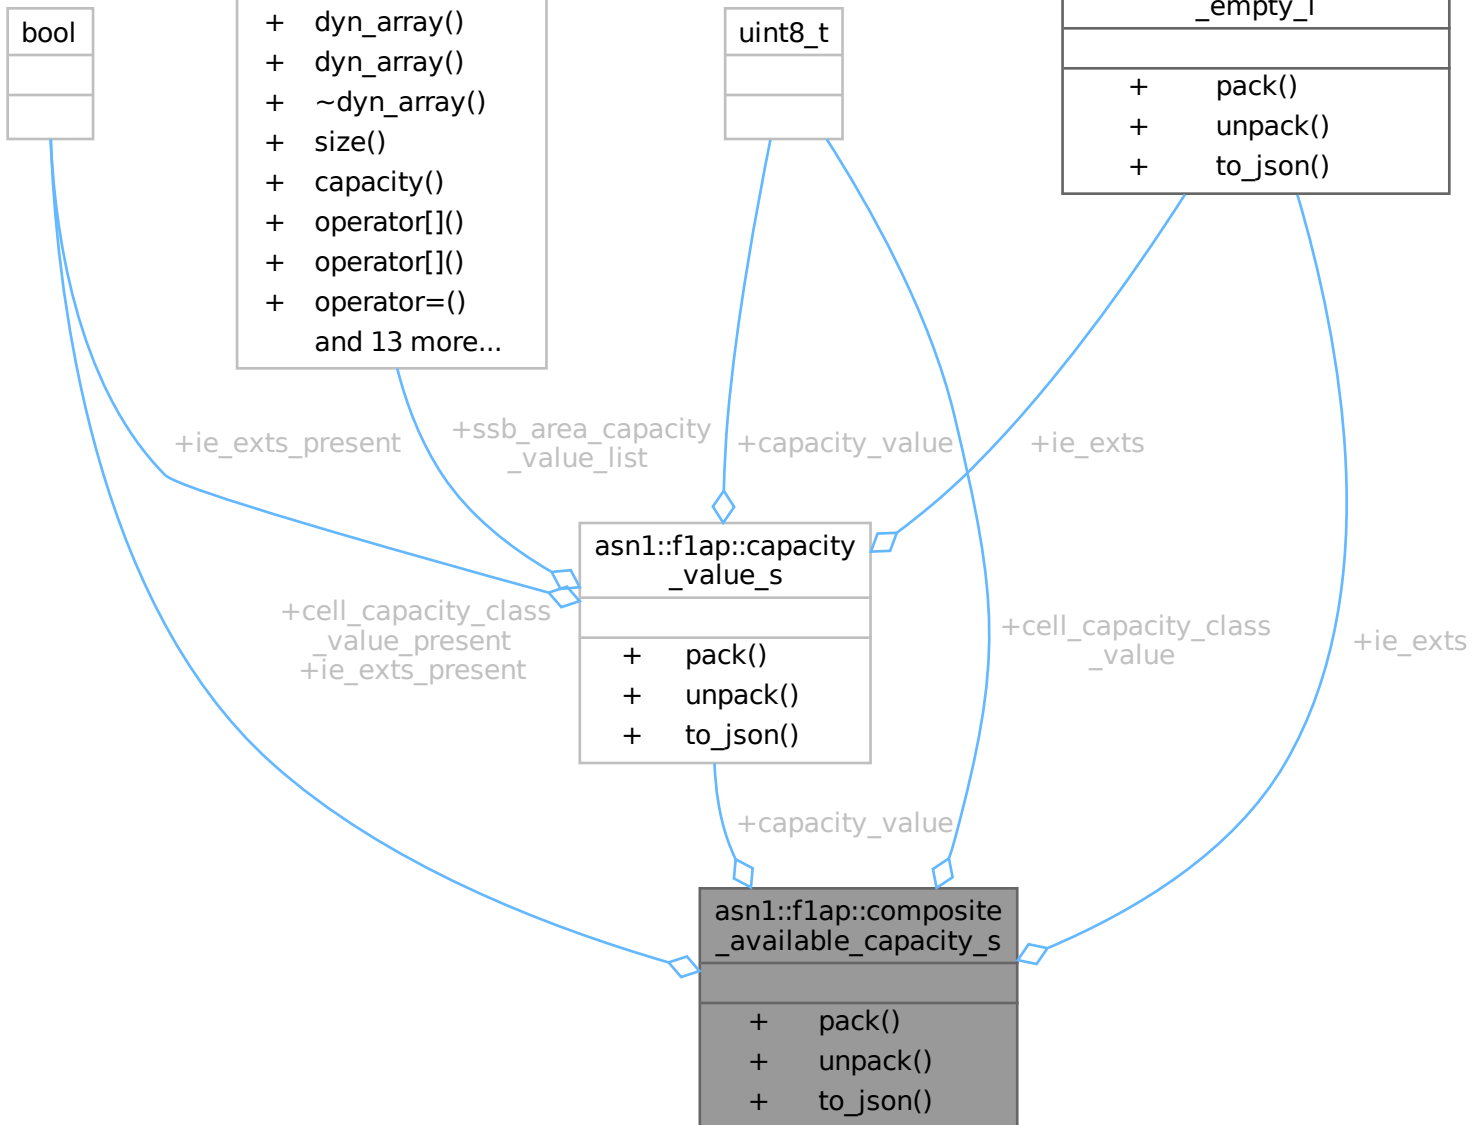 bool
+ dyn_array()
+ dyn_array()
+ ~dyn_array()
+ size()
+ capacity()
+ operator[]()
+ operator[]()
+ operator=()
and 13 more...
uint8_t
+ pack()
+ unpack()
+ to_json()
+ie_exts_present
+ssb_area_capacity
_value_list
+capacity_value
+ie_exts
asn1::f1ap::capacity
_value_s
+ pack()
+ unpack()
+ to_json()
+cell_capacity_class
_value_present
+ie_exts_present
+cell_capacity_class
_value
+ie_exts
+capacity_value
asn1::f1ap::composite
_available_capacity_s
+ pack()
+ unpack()
+ to_json()